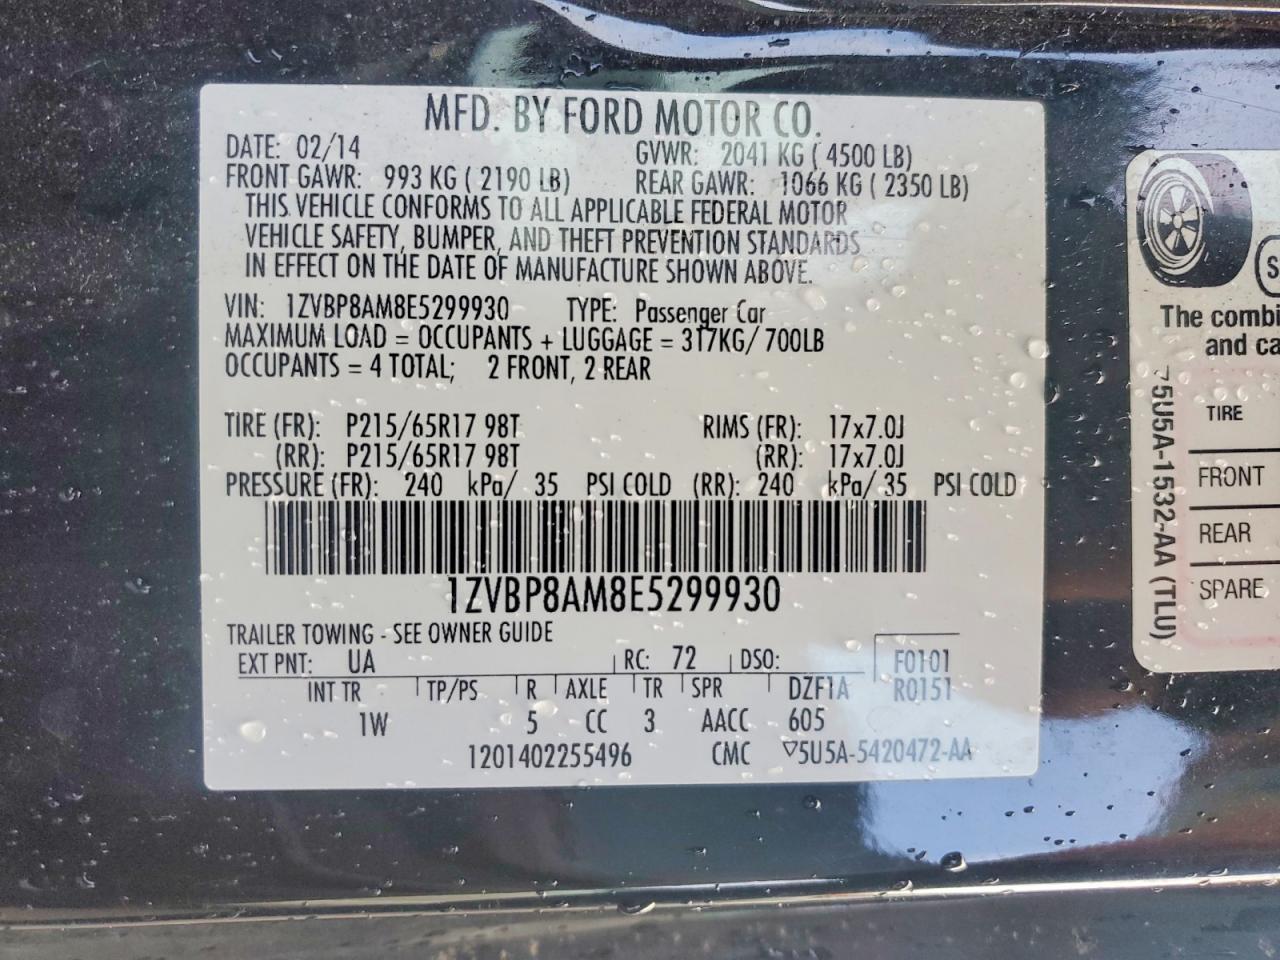 MFD. BY FORD MOTOR CO.
DATE: 02/14 GVWR: 2041 KG ( 4500 LB)
FRONT GAWR: 993 KG ( 2190 LB) REAR GAWR: 1066 KG ( 2350 LB)
THIS VEHICLE CONFORMS TO ALL APPLICABLE FEDERAL MOTOR
VEHICLE SAFETY, BUMPER, AND THEFT PREVENTION STANDARDS
IN EFFECT ON THE DATE OF MANUFACTURE SHOWN ABOVE.
VIN: 1ZVBP8AM8E5299930 TYPE: Passenger Car
MAXIMUM LOAD = OCCUPANTS + LUGGAGE = 317KG/ 700LB
OCCUPANTS = 4 TOTAL; 2 FRONT, 2 REAR
TIRE (FR): P215/65R17 98T RIMS (FR): 17x7.0J
(RR): P215/65R17 98T (RR): 17x7.0J
PRESSURE (FR): 240 kPa/ 35 PSI COLD (RR): 240 kPa/ 35 PSI COLD
1ZVBP8AM8E5299930
TRAILER TOWING - SEE OWNER GUIDE
EXT PNT: UA RC: 72 DSO: F0101
INT TR TP/PS R AXLE TR SPR DZF1A R0151
1W 5 CC 3 AACC 605
1201402255496 CMC ▽5U5A-5420472-AA
The combi
and ca
TIRE
FRONT
REAR
SPARE
5U5A-1532-AA (TLU)